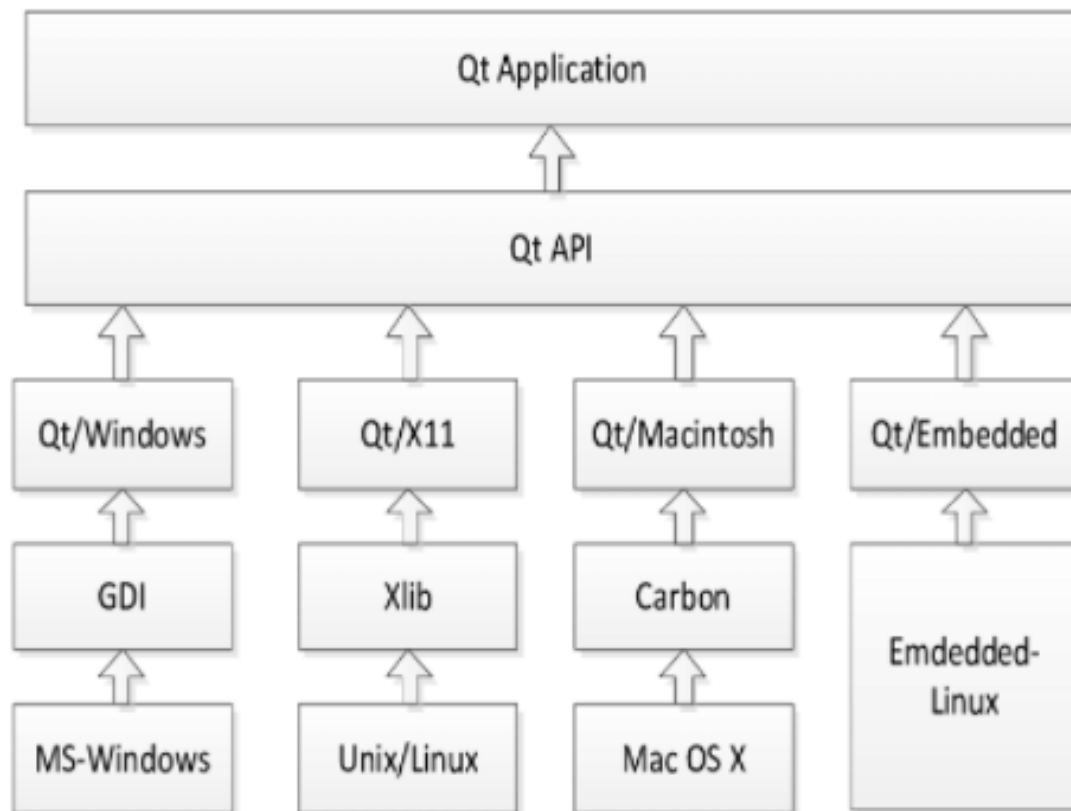 Qt Application
Qt API
Qt/Windows
Qt/X11
Qt/Macintosh
Qt/Embedded
GDI
Xlib
Carbon
Emdedded-
Linux
MS-Windows
Unix/Linux
Mac OS X